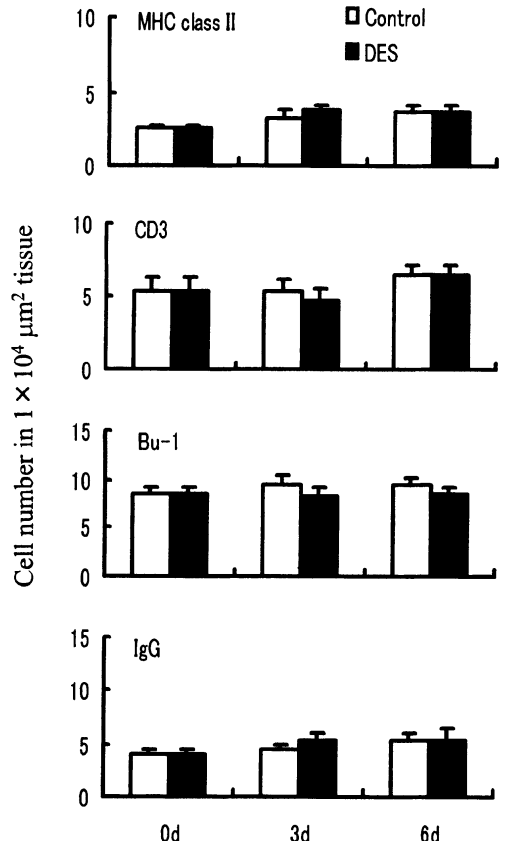 Cell number in 1 × 10⁴ μm² tissue
10
MHC class II
Control
DES
5
0
10
CD3
5
0
15
Bu-1
10
5
0
15
IgG
10
5
0
0d 3d 6d